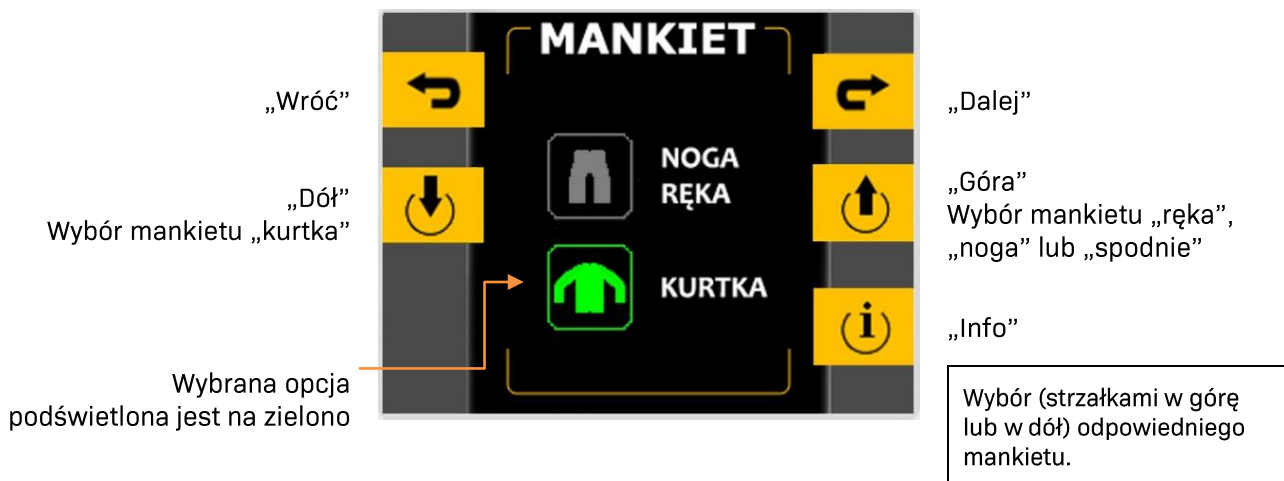 MANKIET
„Wróć”
„Dalej”
NOGA
RĘKA
„Dół”
Wybór mankietu „kurtka”
„Góra”
Wybór mankietu „ręka”,
„noga” lub „spodnie”
KURTKA
i
„Info”
Wybrana opcja
podświetlona jest na zielono
Wybór (strzałkami w górę
lub w dół) odpowiedniego
mankietu.